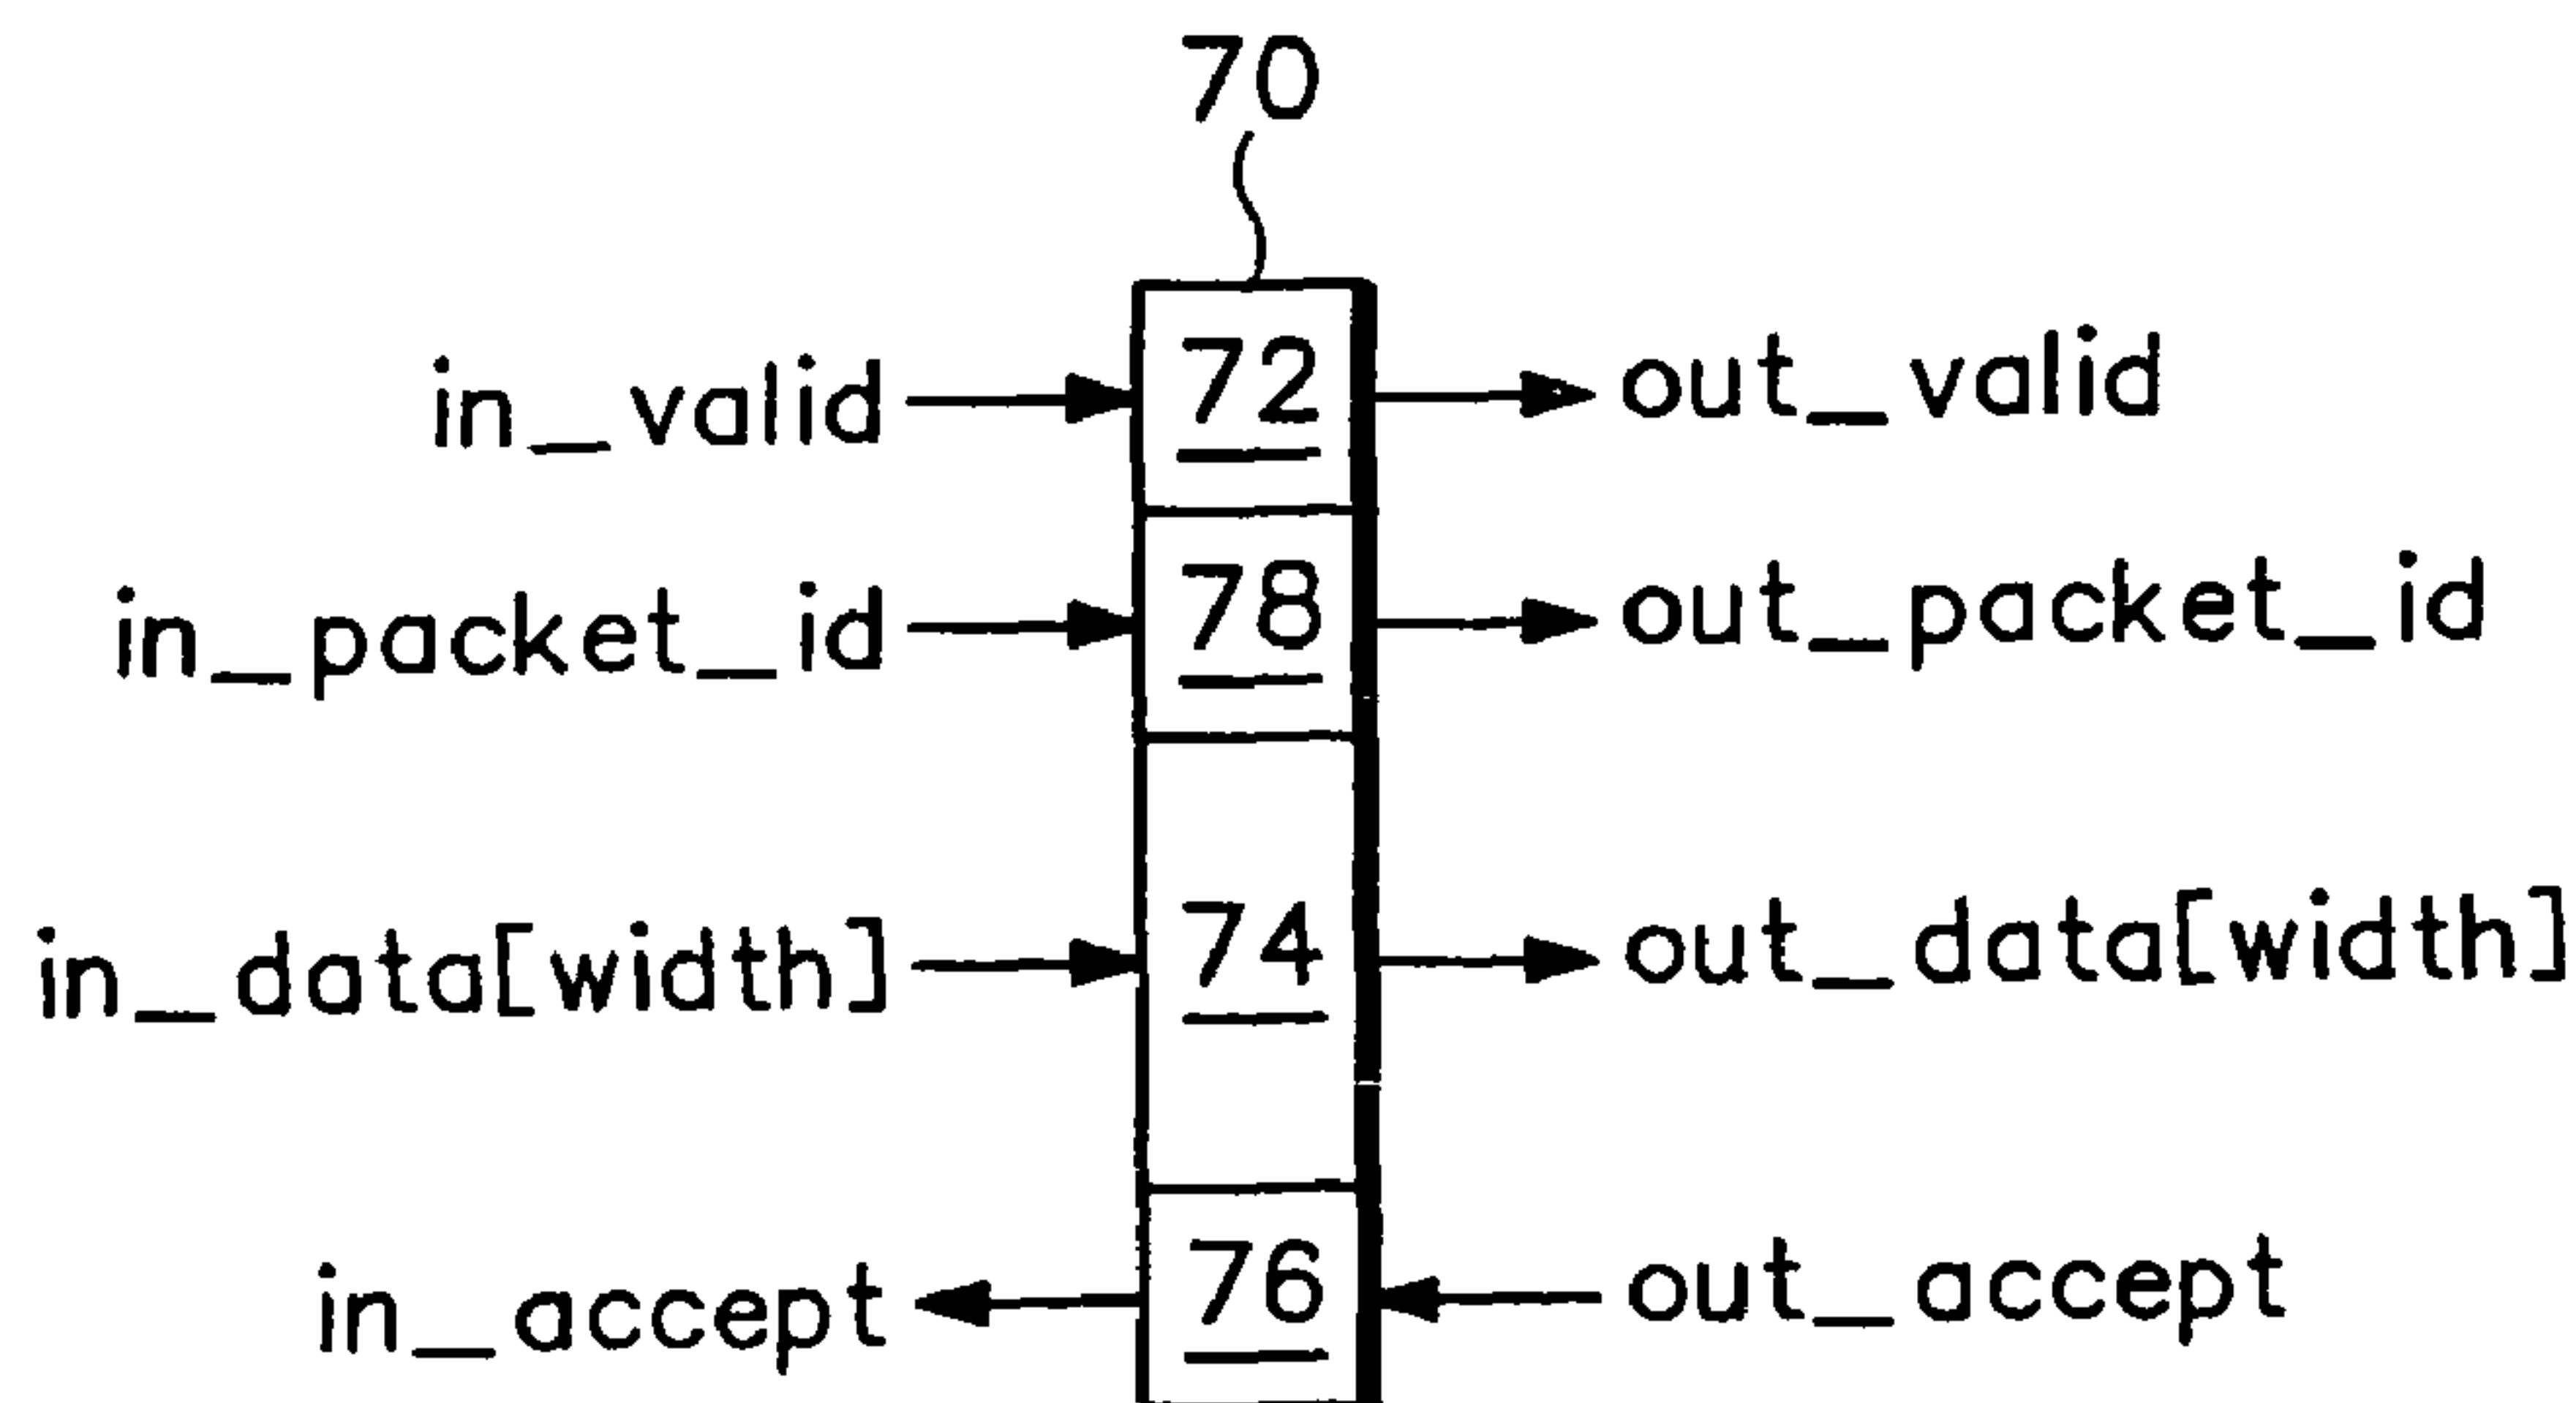 70
in_valid 72 out_valid
in_packet_id 78 out_packet_id
in_data[width] 74 out_data[width]
in_accept 76 out_accept